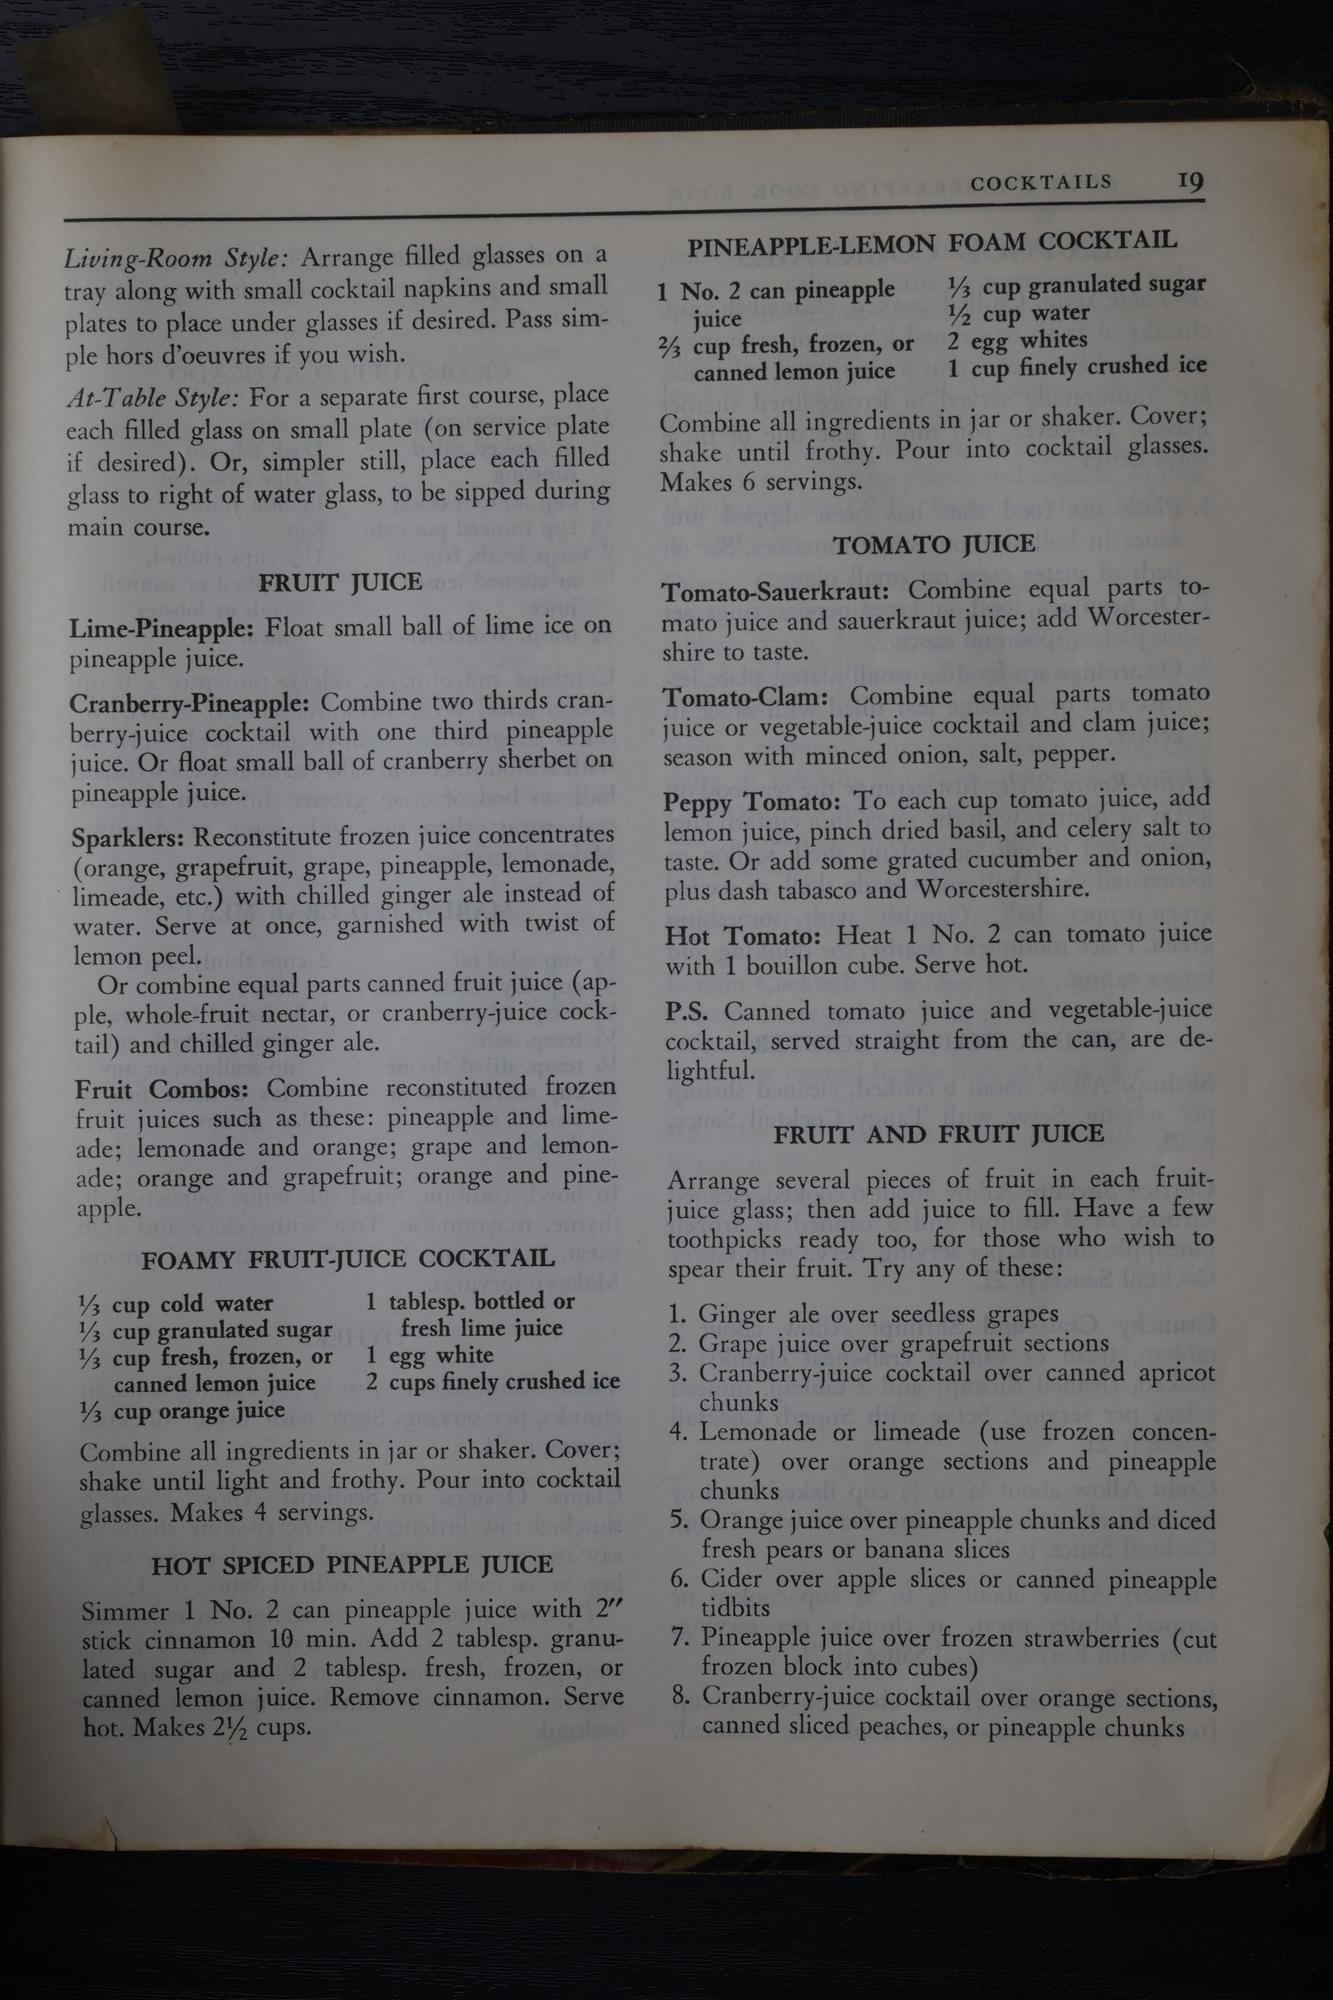 COCKTAILS 19
Living-Room Style: Arrange filled glasses on a
tray along with small cocktail napkins and small
plates to place under glasses if desired. Pass sim-
ple hors d'oeuvres if you wish.
At-Table Style: For a separate first course, place
each filled glass on small plate (on service plate
if desired). Or, simpler still, place each filled
glass to right of water glass, to be sipped during
main course.
FRUIT JUICE
Lime-Pineapple: Float small ball of lime ice on
pineapple juice.
Cranberry-Pineapple: Combine two thirds cran-
berry-juice cocktail with one third pineapple
juice. Or float small ball of cranberry sherbet on
pineapple juice.
Sparklers: Reconstitute frozen juice concentrates
(orange, grapefruit, grape, pineapple, lemonade,
limeade, etc.) with chilled ginger ale instead of
water. Serve at once, garnished with twist of
lemon peel.
Or combine equal parts canned fruit juice (ap-
ple, whole-fruit nectar, or cranberry-juice cock-
tail) and chilled ginger ale.
Fruit Combos: Combine reconstituted frozen
fruit juices such as these: pineapple and lime-
ade; lemonade and orange; grape and lemon-
ade; orange and grapefruit; orange and pine-
apple.
FOAMY FRUIT-JUICE COCKTAIL
⅓ cup cold water
⅓ cup granulated sugar
⅓ cup fresh, frozen, or
canned lemon juice
⅓ cup orange juice
1 tablesp. bottled or
fresh lime juice
1 egg white
2 cups finely crushed ice
Combine all ingredients in jar or shaker. Cover;
shake until light and frothy. Pour into cocktail
glasses. Makes 4 servings.
HOT SPICED PINEAPPLE JUICE
Simmer 1 No. 2 can pineapple juice with 2″
stick cinnamon 10 min. Add 2 tablesp. granu-
lated sugar and 2 tablesp. fresh, frozen, or
canned lemon juice. Remove cinnamon. Serve
hot. Makes 2½ cups.
PINEAPPLE-LEMON FOAM COCKTAIL
1 No. 2 can pineapple
juice
⅔ cup fresh, frozen, or
canned lemon juice
⅓ cup granulated sugar
½ cup water
2 egg whites
1 cup finely crushed ice
Combine all ingredients in jar or shaker. Cover;
shake until frothy. Pour into cocktail glasses.
Makes 6 servings.
TOMATO JUICE
Tomato-Sauerkraut: Combine equal parts to-
mato juice and sauerkraut juice; add Worcester-
shire to taste.
Tomato-Clam: Combine equal parts tomato
juice or vegetable-juice cocktail and clam juice;
season with minced onion, salt, pepper.
Peppy Tomato: To each cup tomato juice, add
lemon juice, pinch dried basil, and celery salt to
taste. Or add some grated cucumber and onion,
plus dash tabasco and Worcestershire.
Hot Tomato: Heat 1 No. 2 can tomato juice
with 1 bouillon cube. Serve hot.
P.S. Canned tomato juice and vegetable-juice
cocktail, served straight from the can, are de-
lightful.
FRUIT AND FRUIT JUICE
Arrange several pieces of fruit in each fruit-
juice glass; then add juice to fill. Have a few
toothpicks ready too, for those who wish to
spear their fruit. Try any of these:
1. Ginger ale over seedless grapes
2. Grape juice over grapefruit sections
3. Cranberry-juice cocktail over canned apricot
chunks
4. Lemonade or limeade (use frozen concen-
trate) over orange sections and pineapple
chunks
5. Orange juice over pineapple chunks and diced
fresh pears or banana slices
6. Cider over apple slices or canned pineapple
tidbits
7. Pineapple juice over frozen strawberries (cut
frozen block into cubes)
8. Cranberry-juice cocktail over orange sections,
canned sliced peaches, or pineapple chunks